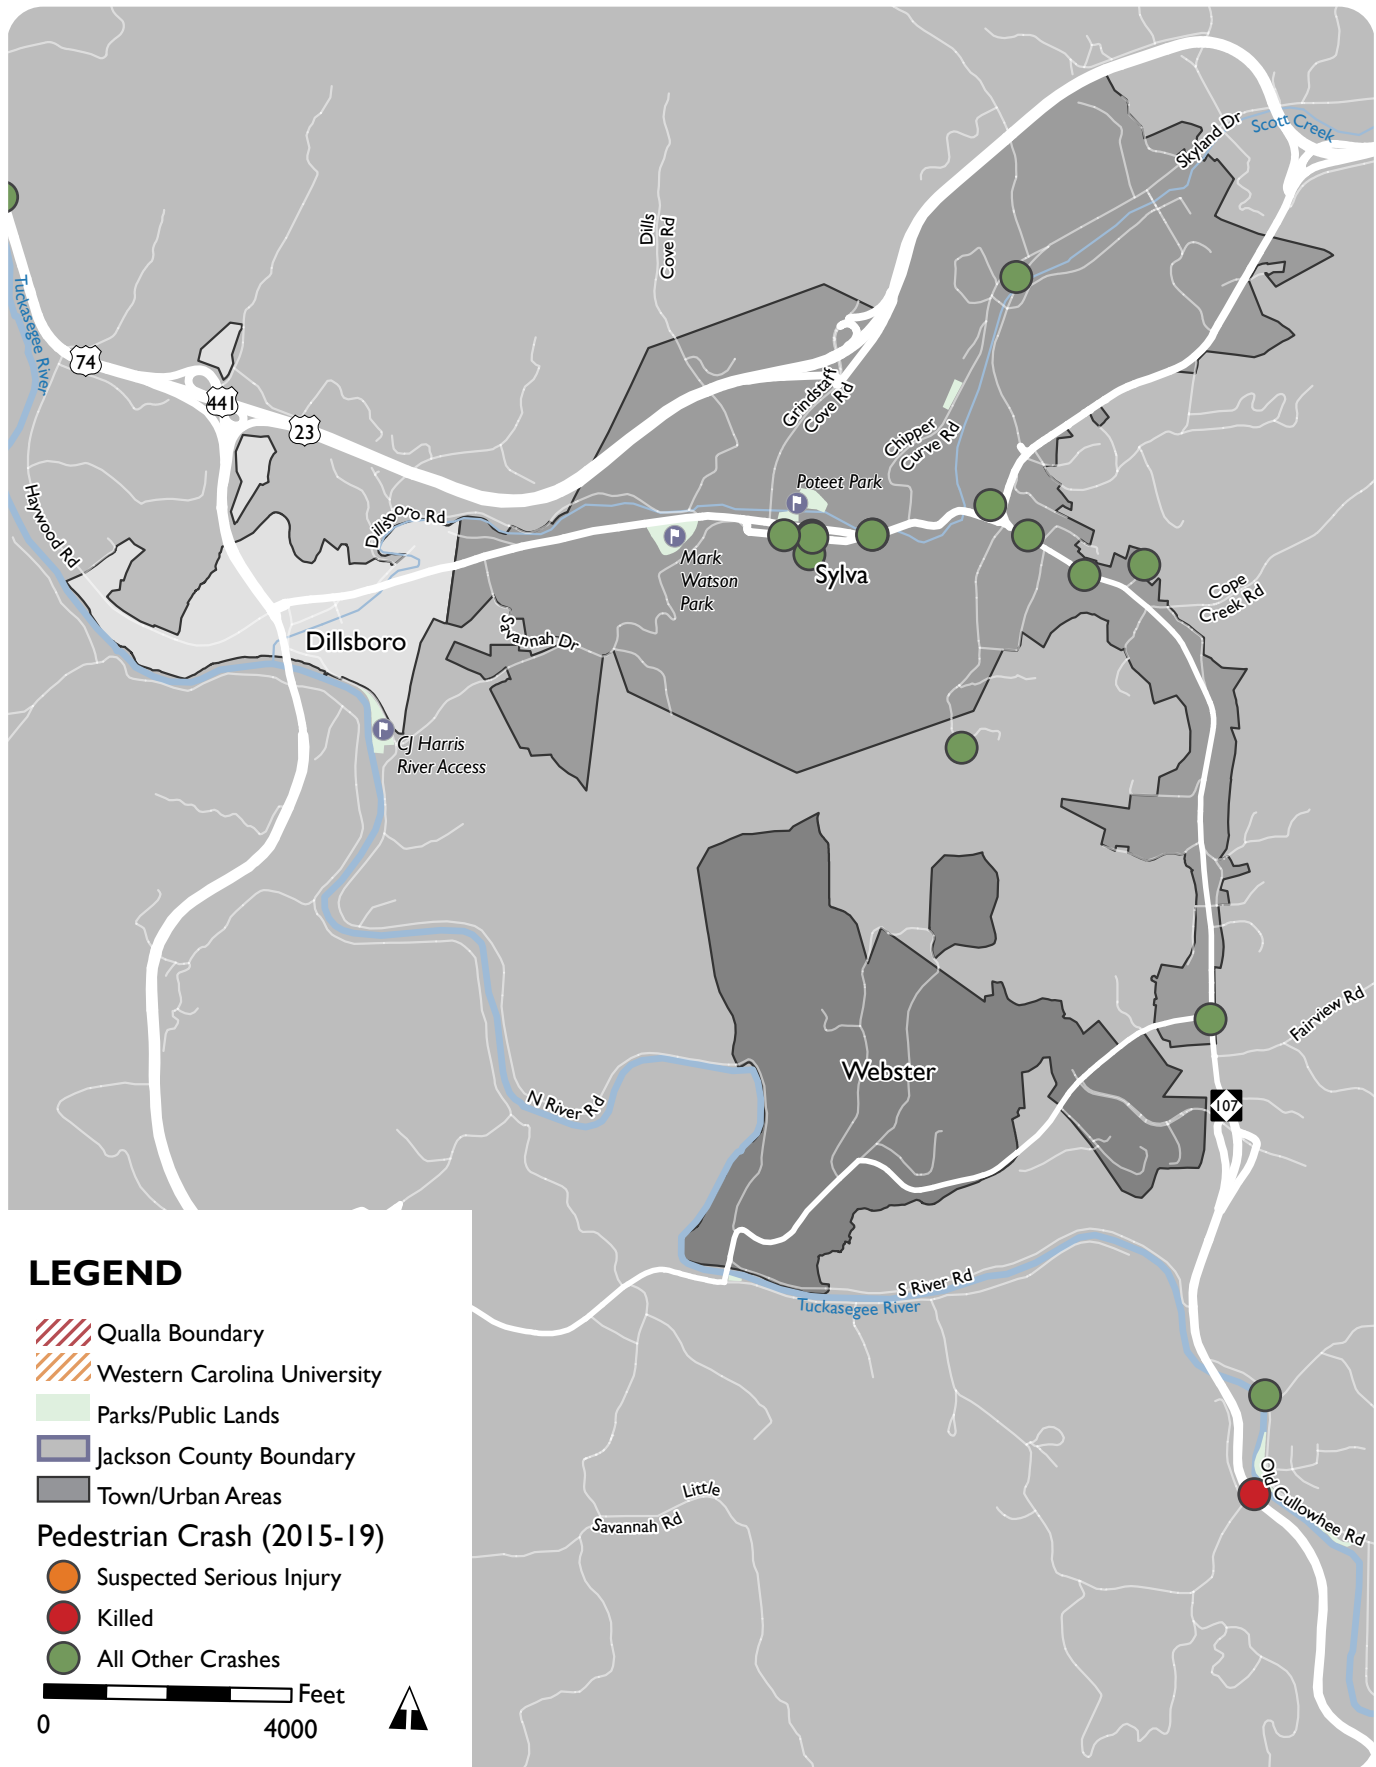 Skyland Dr
Scott Creek
Dills
Cove Rd
Tuckasegee River
74
441
23
Grindstaff
Cove Rd
Chipper
Curve Rd
Haywood Rd
Dillsboro Rd
Poteet Park
Mark
Watson
Park
Sylva
Cope
Creek Rd
Savannah Dr
Dillsboro
CJ Harris
River Access
Fairview Rd
Webster
N River Rd
107
S River Rd
Tuckasegee River
Old Cullowhee Rd
Little
Savannah Rd
LEGEND
Qualla Boundary
Western Carolina University
Parks/Public Lands
Jackson County Boundary
Town/Urban Areas
Pedestrian Crash (2015-19)
Suspected Serious Injury
Killed
All Other Crashes
Feet
0
4000